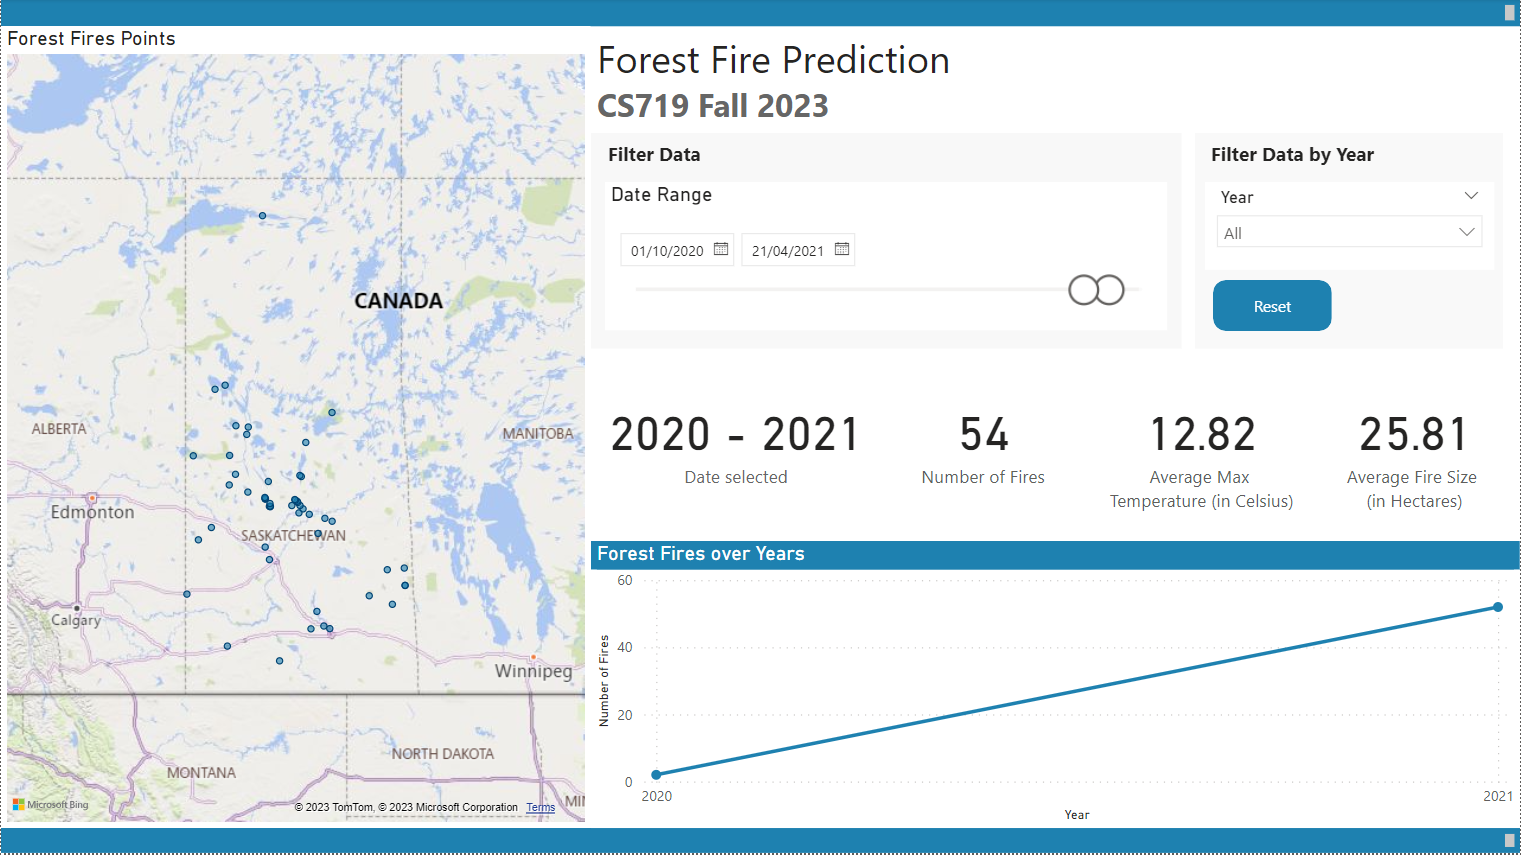 Forest Fires Points
CANADA
ALBERTA
MANITOBA
Edmonton
SASKATCHEWAN
Calgary
Winnipeg
NORTH DAKOTA
MONTANA
MIN
Microsoft Bing
© 2023 TomTom, © 2023 Microsoft Corporation Terms
Forest Fire Prediction
CS719 Fall 2023
Filter Data
Date Range
01/10/2020 21/04/2021
Filter Data by Year
Year
All
Reset
2020 - 2021
Date selected
54
Number of Fires
12.82
Average Max
Temperature (in Celsius)
25.81
Average Fire Size
(in Hectares)
Forest Fires over Years
60
40
20
0
Number of Fires
2020 2021
Year